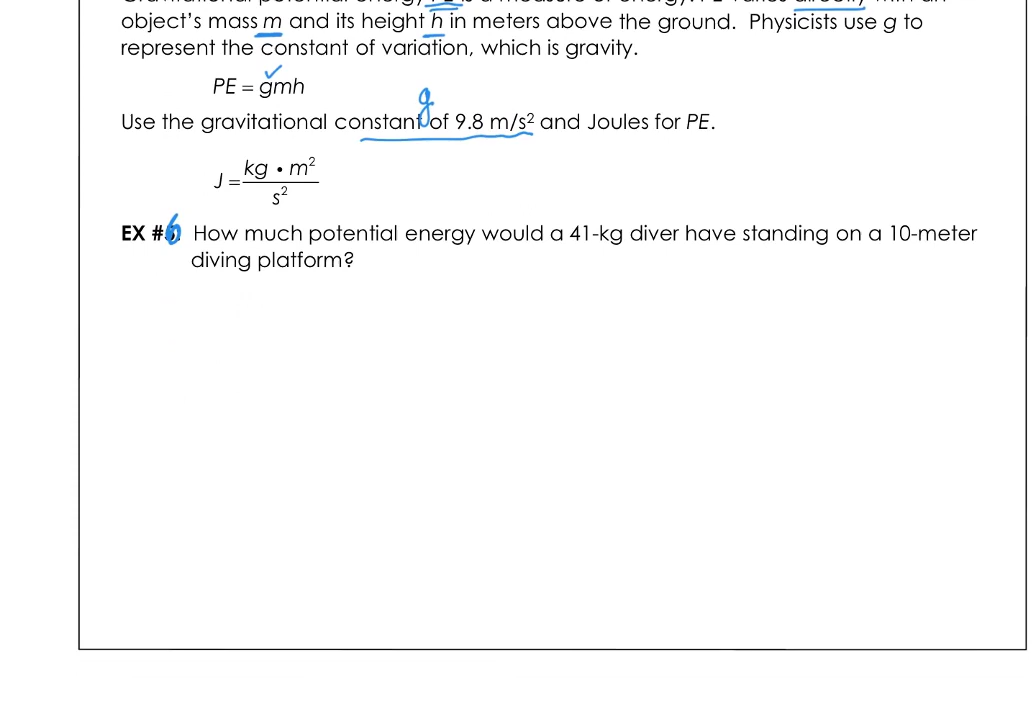 object's mass m and its height h in meters above the ground. Physicists use g to
represent the constant of variation, which is gravity.
PE = gmh
g
Use the gravitational constant of 9.8 m/s² and Joules for PE.
J = kg • m² / s²
EX #6 How much potential energy would a 41-kg diver have standing on a 10-meter
diving platform?